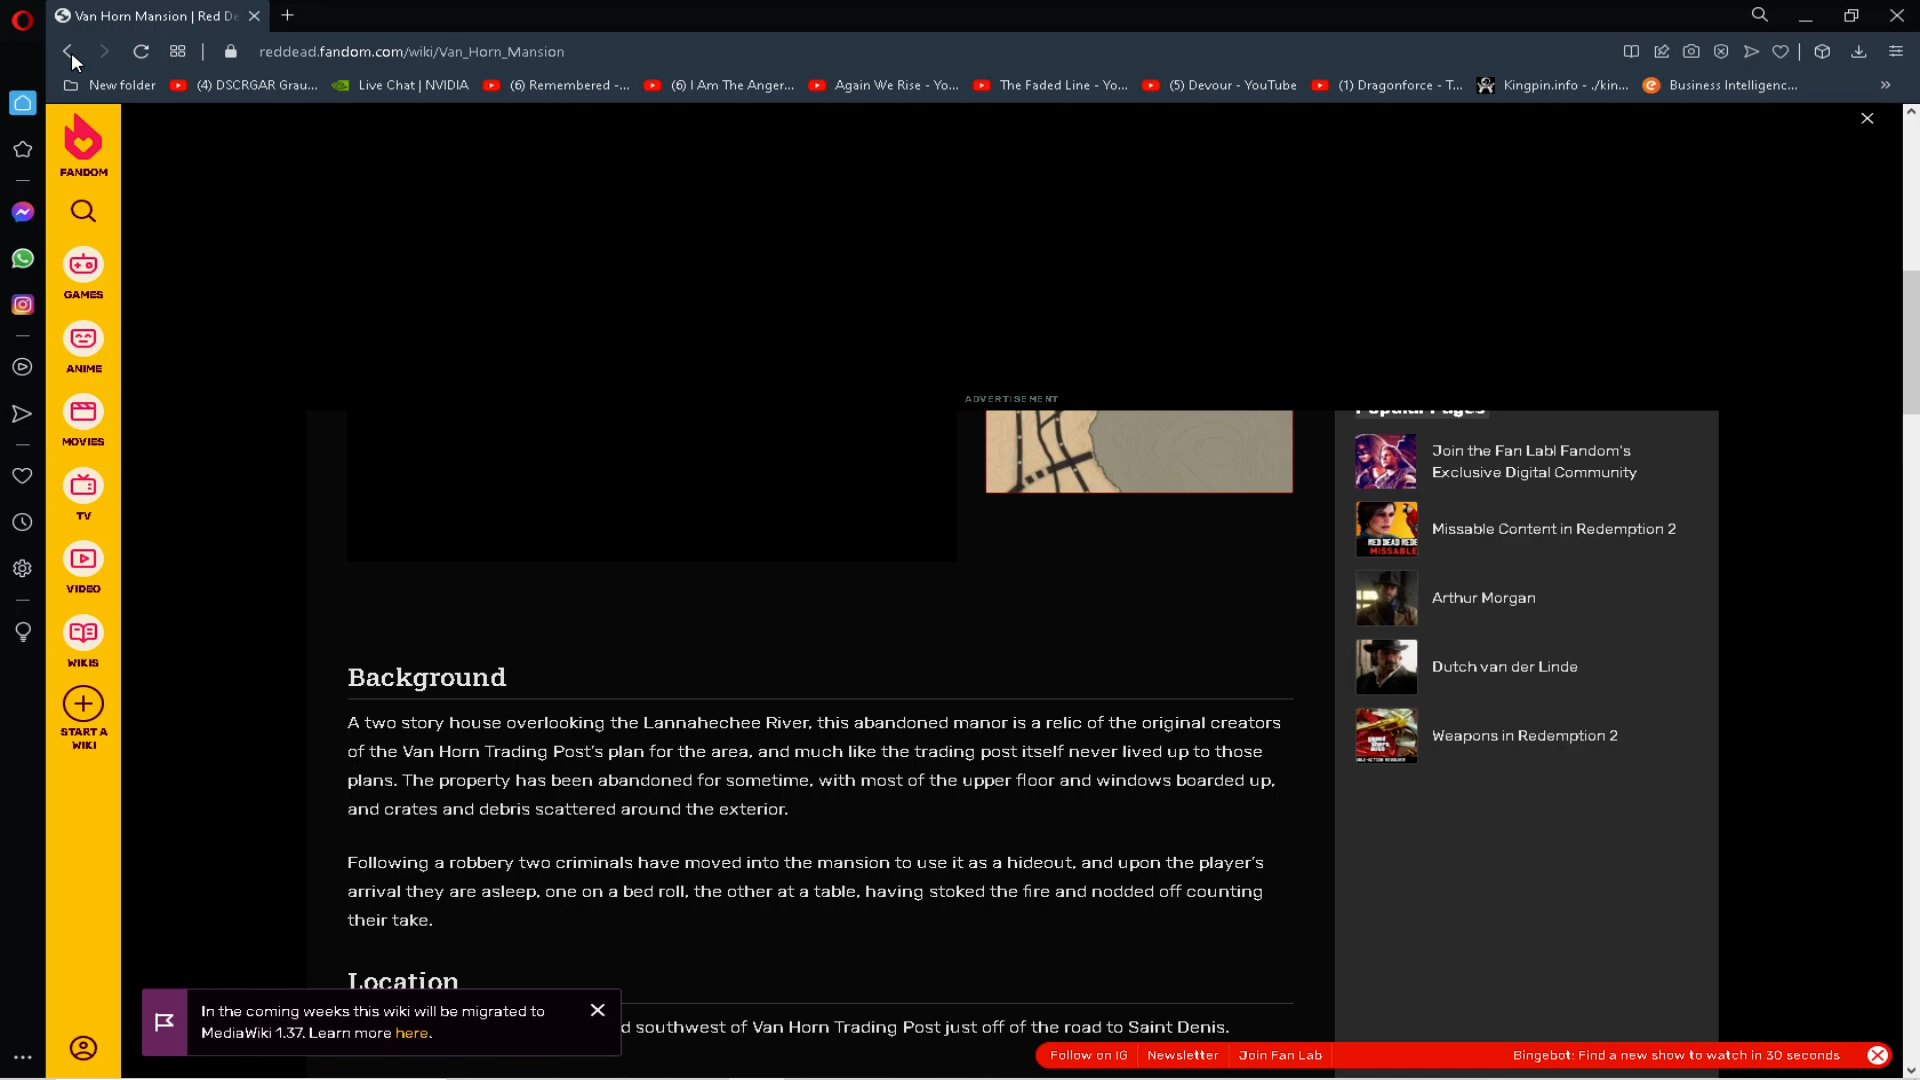 Van Horn Mansion | Red De
reddead.fandom.com/wiki/Van_Horn_Mansion
New folder
(4) DSCRGAR Grau...
Live Chat | NVIDIA
(6) Remembered -...
(6) I Am The Anger...
Again We Rise - Yo...
The Faded Line - Yo...
(5) Devour - YouTube
(1) Dragonforce - T...
Kingpin.info - ./kin...
Business Intelligenc...
FANDOM
GAMES
ANIME
MOVIES
TV
VIDEO
WIKIS
START A
WIKI
ADVERTISEMENT
Popular Pages
Join the Fan Lab! Fandom's
Exclusive Digital Community
Missable Content in Redemption 2
Arthur Morgan
Dutch van der Linde
Weapons in Redemption 2
Background
A two story house overlooking the Lannahechee River, this abandoned manor is a relic of the original creators
of the Van Horn Trading Post's plan for the area, and much like the trading post itself never lived up to those
plans. The property has been abandoned for sometime, with most of the upper floor and windows boarded up,
and crates and debris scattered around the exterior.
Following a robbery two criminals have moved into the mansion to use it as a hideout, and upon the player's
arrival they are asleep, one on a bed roll, the other at a table, having stoked the fire and nodded off counting
their take.
Location
d southwest of Van Horn Trading Post just off of the road to Saint Denis.
In the coming weeks this wiki will be migrated to
MediaWiki 1.37. Learn more here.
Follow on IG
Newsletter
Join Fan Lab
Bingebot: Find a new show to watch in 30 seconds